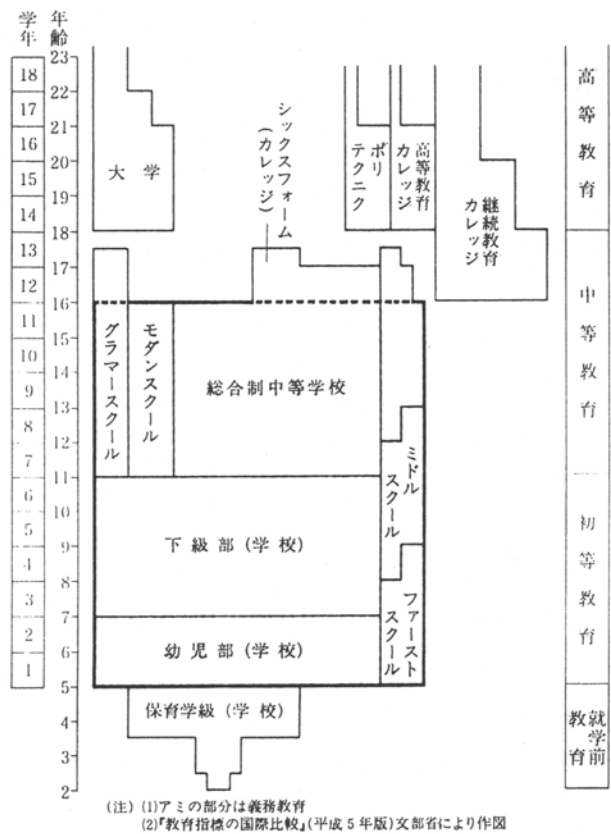 学年
年齢
23
18
22
17
21
16
20
15
19
14
18
13
17
12
16
11
15
10
14
9
13
8
12
7
11
6
10
5
9
4
8
3
7
2
6
1
5
4
3
2
大学
シックスフォーム
(カレッジ)
ポリ
テクニク
高等教育
カレッジ
継続教育
カレッジ
グラマースクール
モダンスクール
総合制中等学校
ミドル
スクール
下級部(学校)
ファースト
スクール
幼児部(学校)
保育学級(学校)
高等教育
中等教育
初等教育
就学前
教育
(注) (1)アミの部分は義務教育
(2)『教育指標の国際比較』(平成5年版)文部省により作図